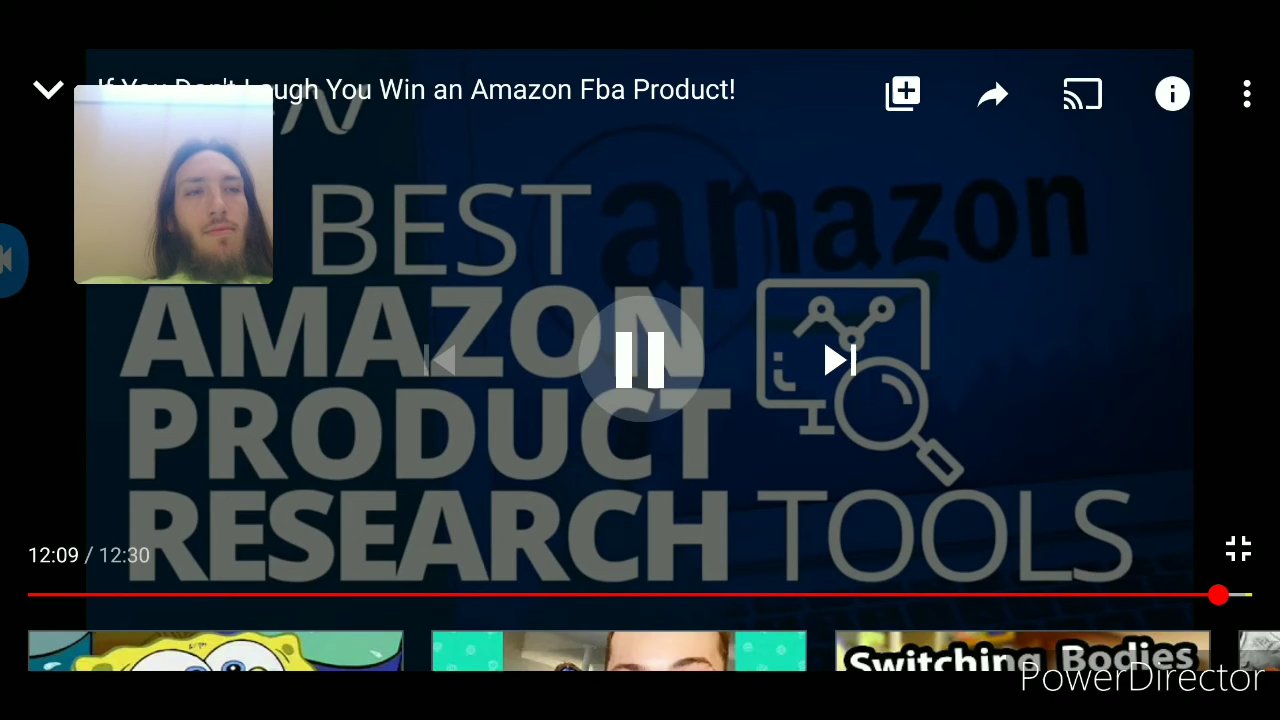 If You Don't Laugh You Win an Amazon Fba Product!
BEST
amazon
AMAZON
PRODUCT
RESEARCH TOOLS
12:09 / 12:30
Switching Bodies
PowerDirector